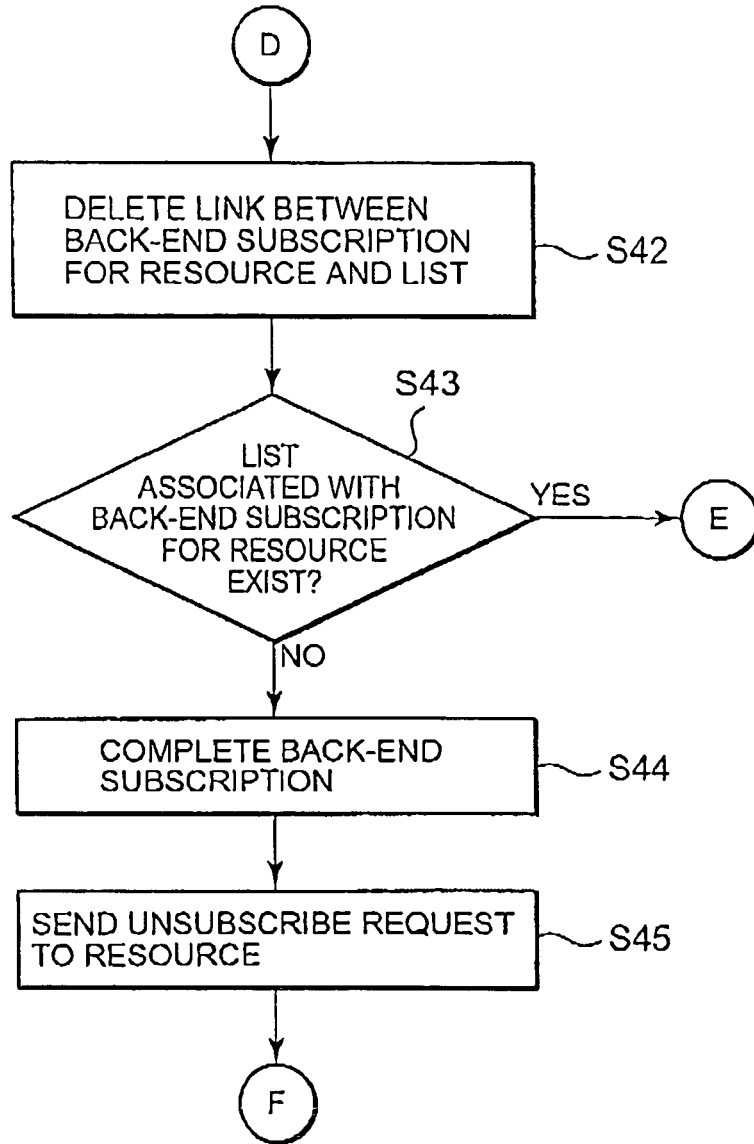 D
DELETE LINK BETWEEN
BACK-END SUBSCRIPTION
FOR RESOURCE AND LIST
S42
S43
LIST
ASSOCIATED WITH
BACK-END SUBSCRIPTION
FOR RESOURCE
EXIST?
YES
E
NO
COMPLETE BACK-END
SUBSCRIPTION
S44
SEND UNSUBSCRIBE REQUEST
TO RESOURCE
S45
F